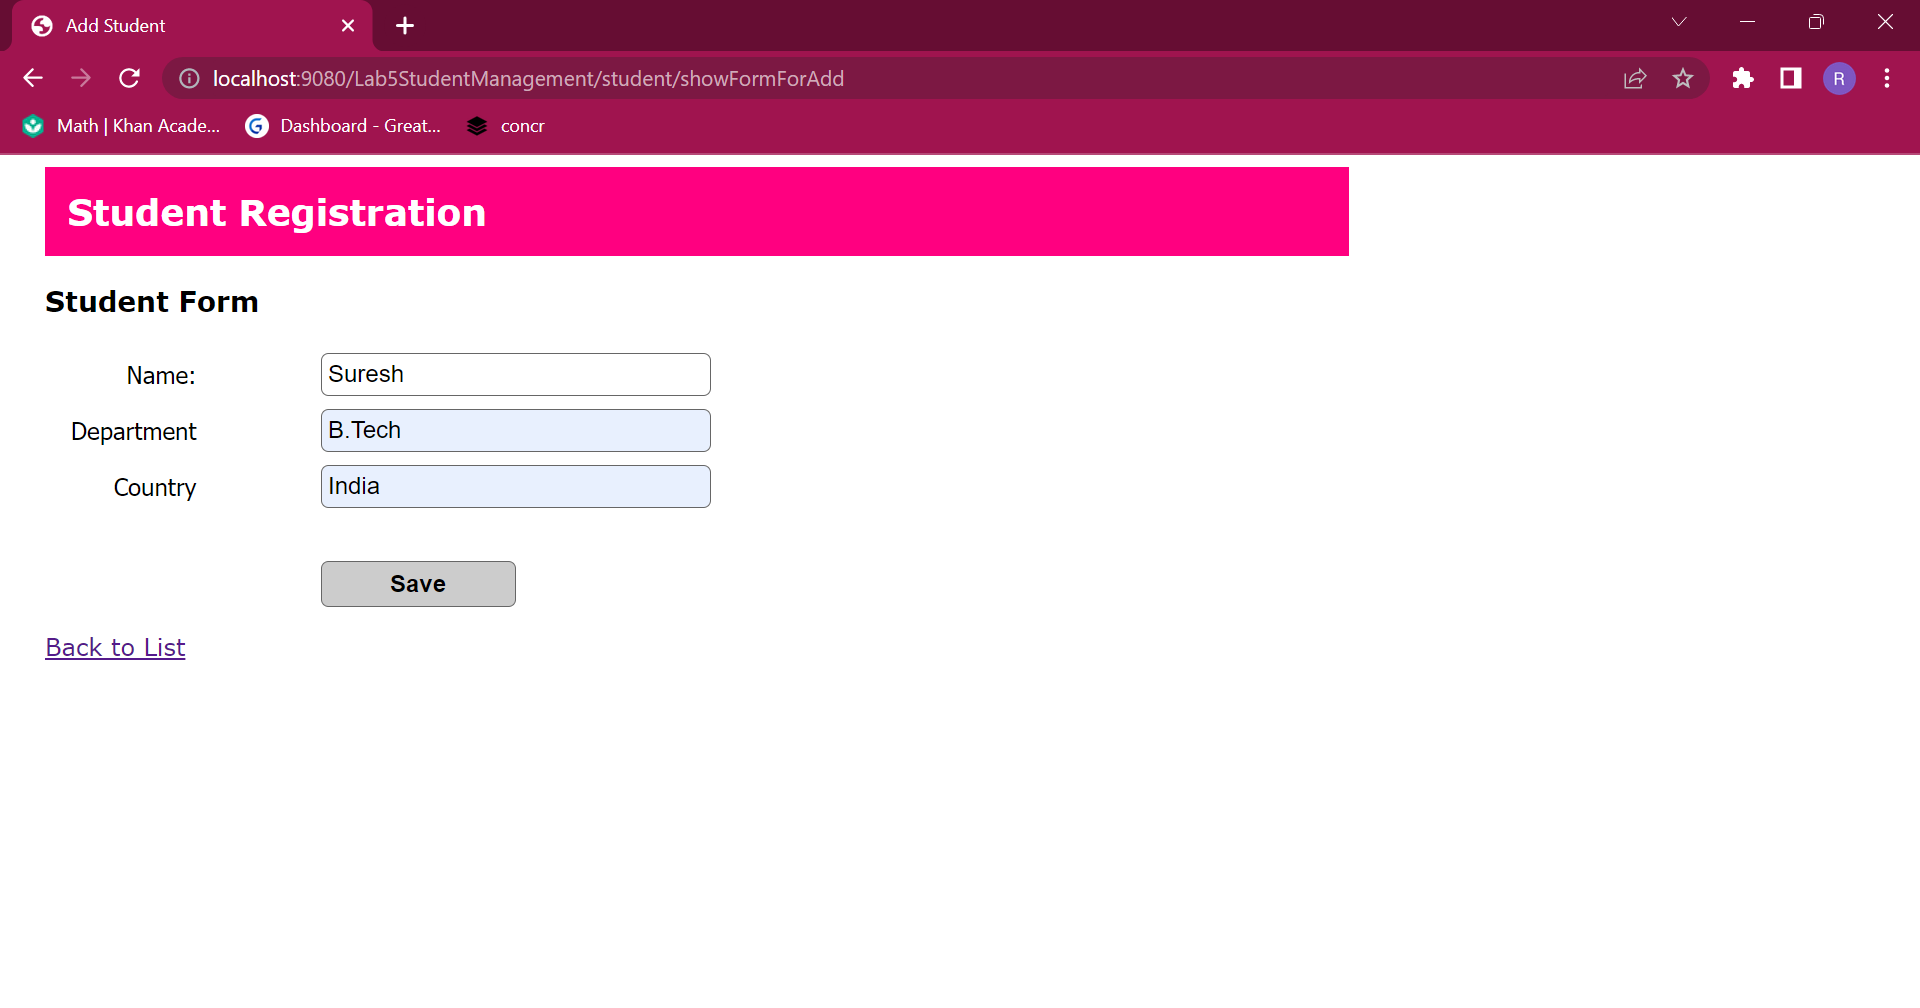 Add Student
localhost:9080/Lab5StudentManagement/student/showFormForAdd
R
Math | Khan Acade... Dashboard - Great... concr
Student Registration
Student Form
Name: Suresh
Department B.Tech
Country India
Save
Back to List